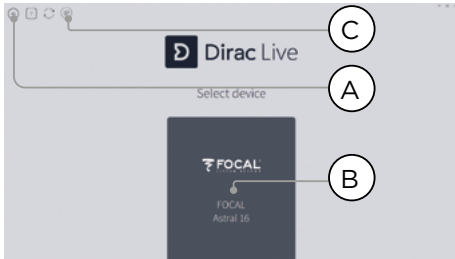 C
Dirac Live
A
Select device
FOCAL
B
FOCAL
Astral 16